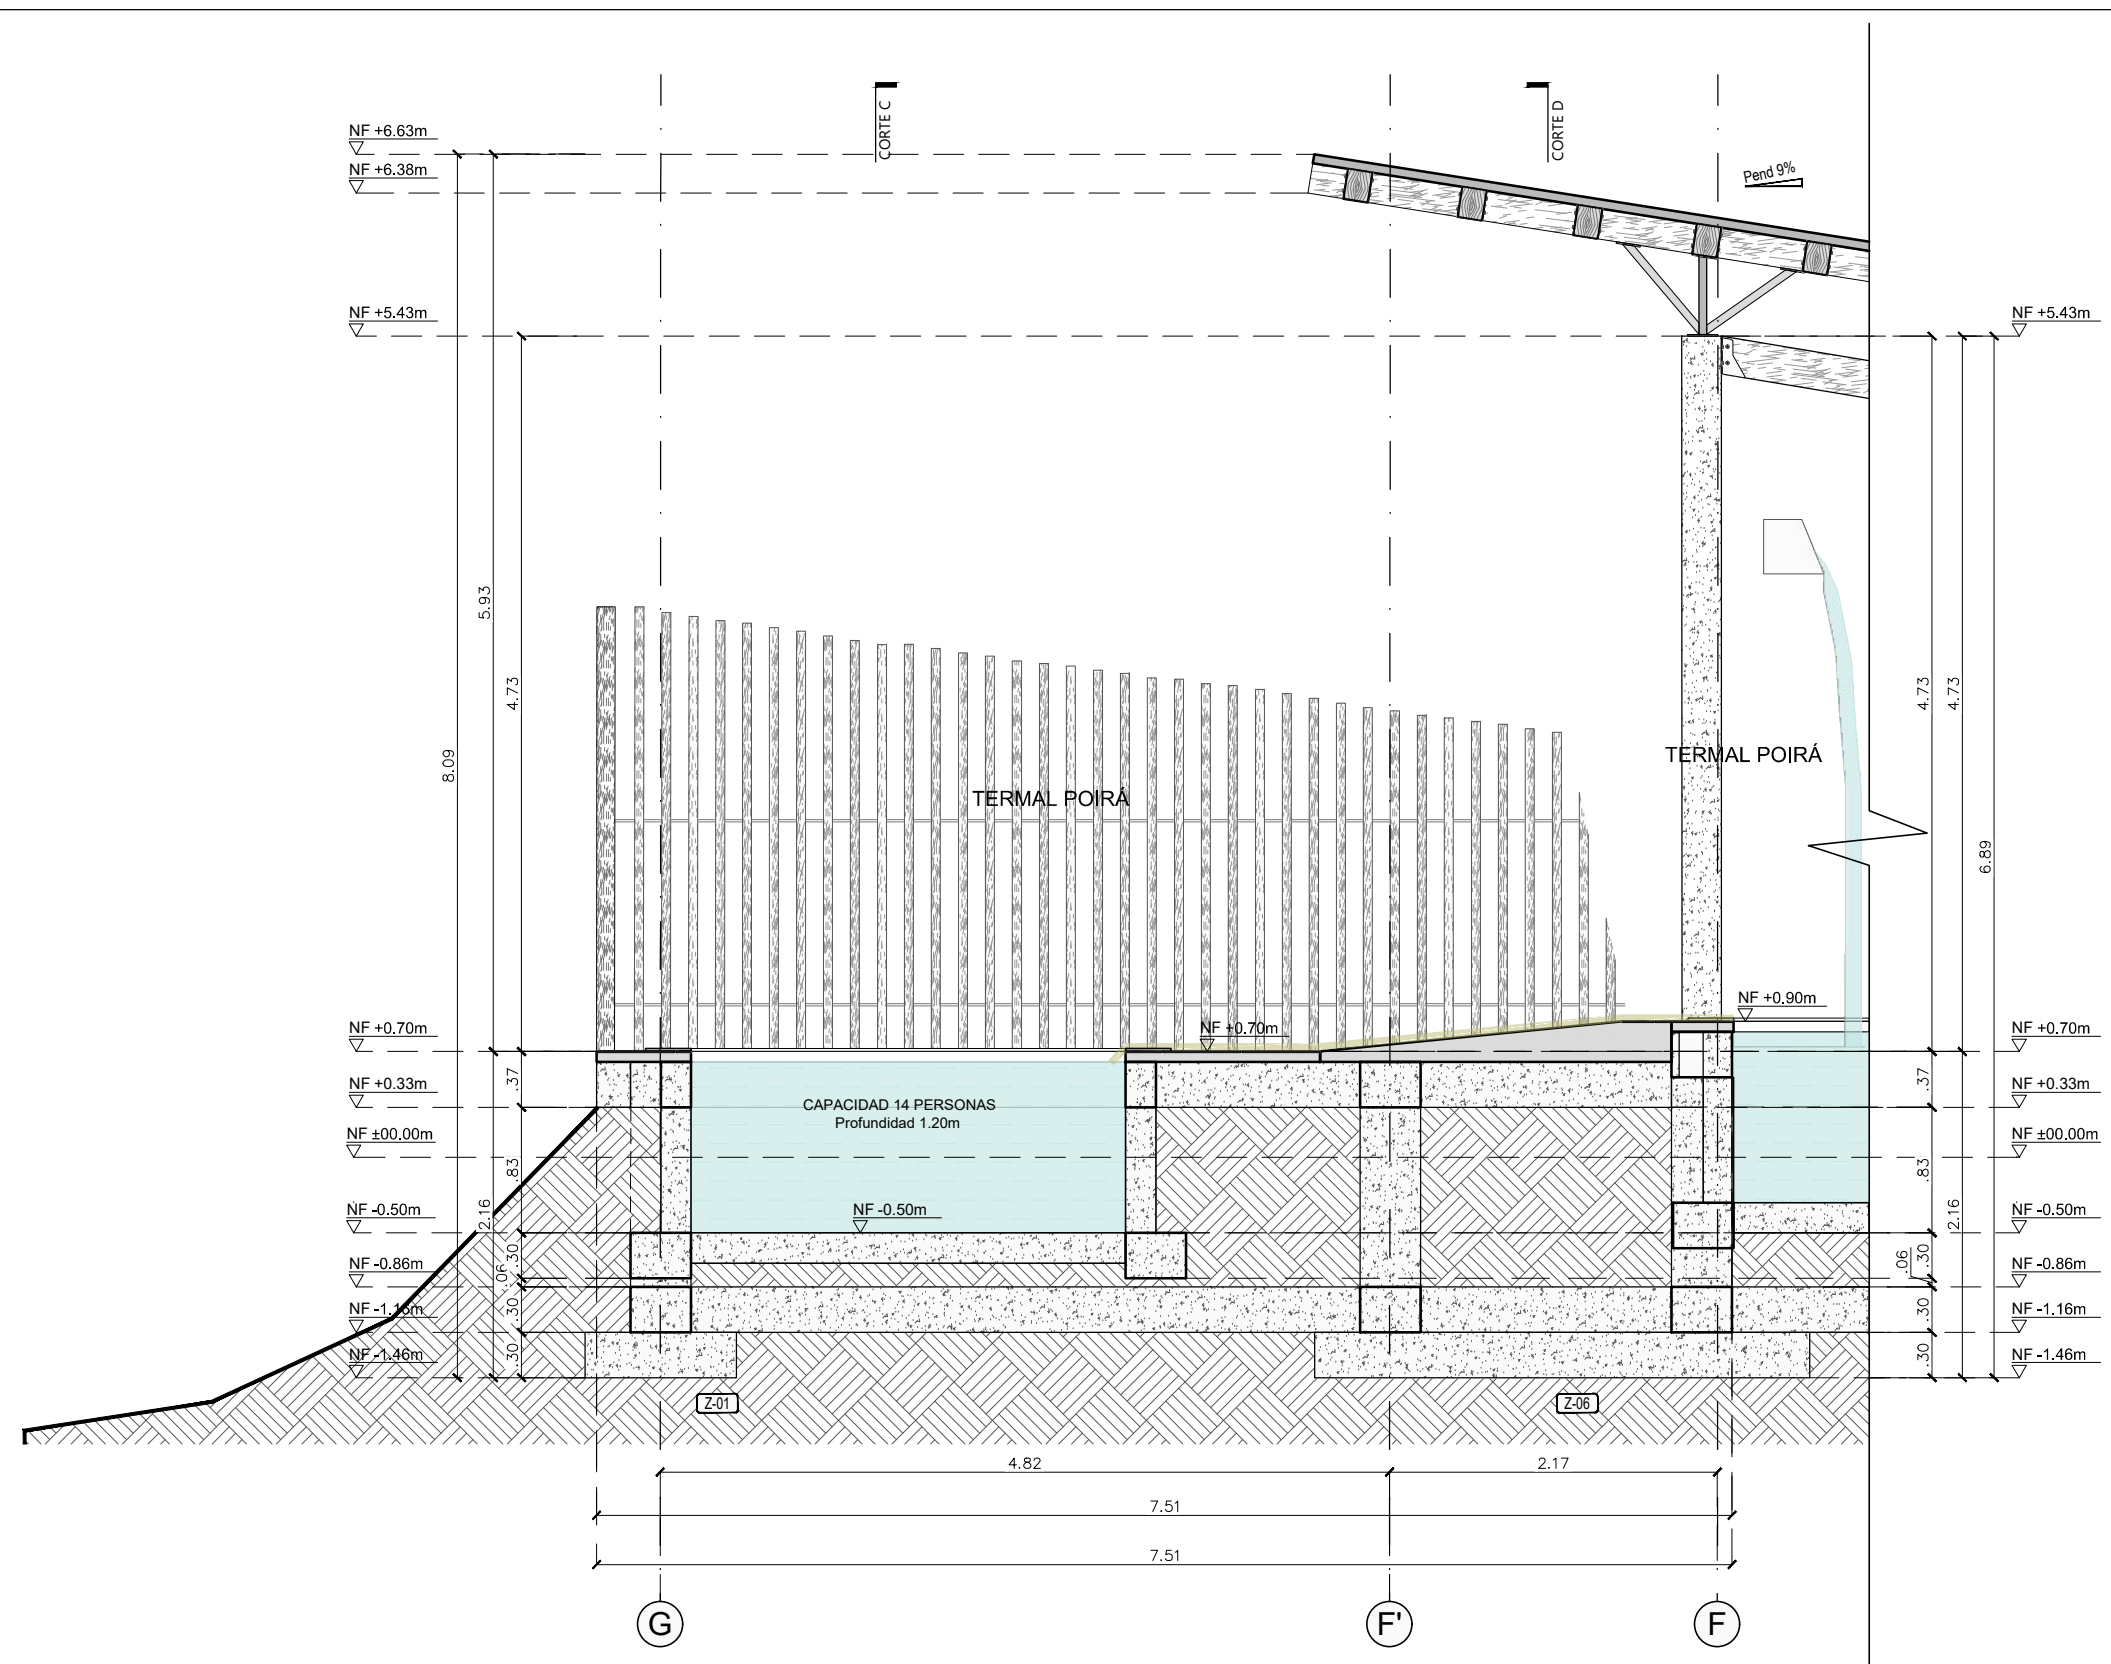 CORTE C
CORTE D
NF +6.63m
NF +6.38m
Pend 9%
NF +5.43m
NF +5.43m
5.93
4.73
8.09
4.73
4.73
6.89
TERMAL POIRÁ
TERMAL POIRÁ
NF +0.90m
NF +0.70m
NF +0.70m
NF +0.70m
.37
.37
NF +0.33m
NF +0.33m
CAPACIDAD 14 PERSONAS
Profundidad 1.20m
NF ±00.00m
NF ±00.00m
.83
.83
NF -0.50m
NF -0.50m
NF -0.50m
2.16
2.16
.30
.30
.06
.06
NF -0.86m
NF -0.86m
.30
.30
NF -1.16m
NF -1.16m
.30
.30
NF -1.46m
NF -1.46m
Z-01
Z-06
4.82
2.17
7.51
7.51
G
F'
F